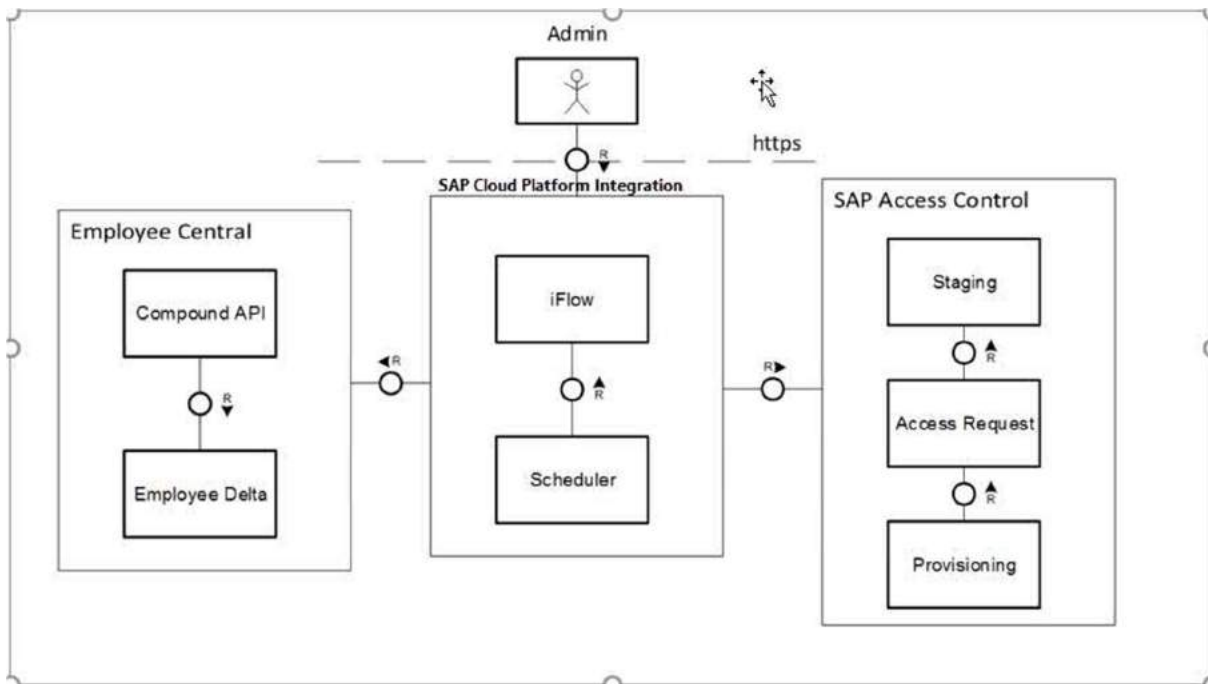 Admin
https
SAP Cloud Platform Integration
R
Employee Central
Compound API
R
Employee Delta
R
iFlow
R
Scheduler
R
SAP Access Control
Staging
R
Access Request
R
Provisioning